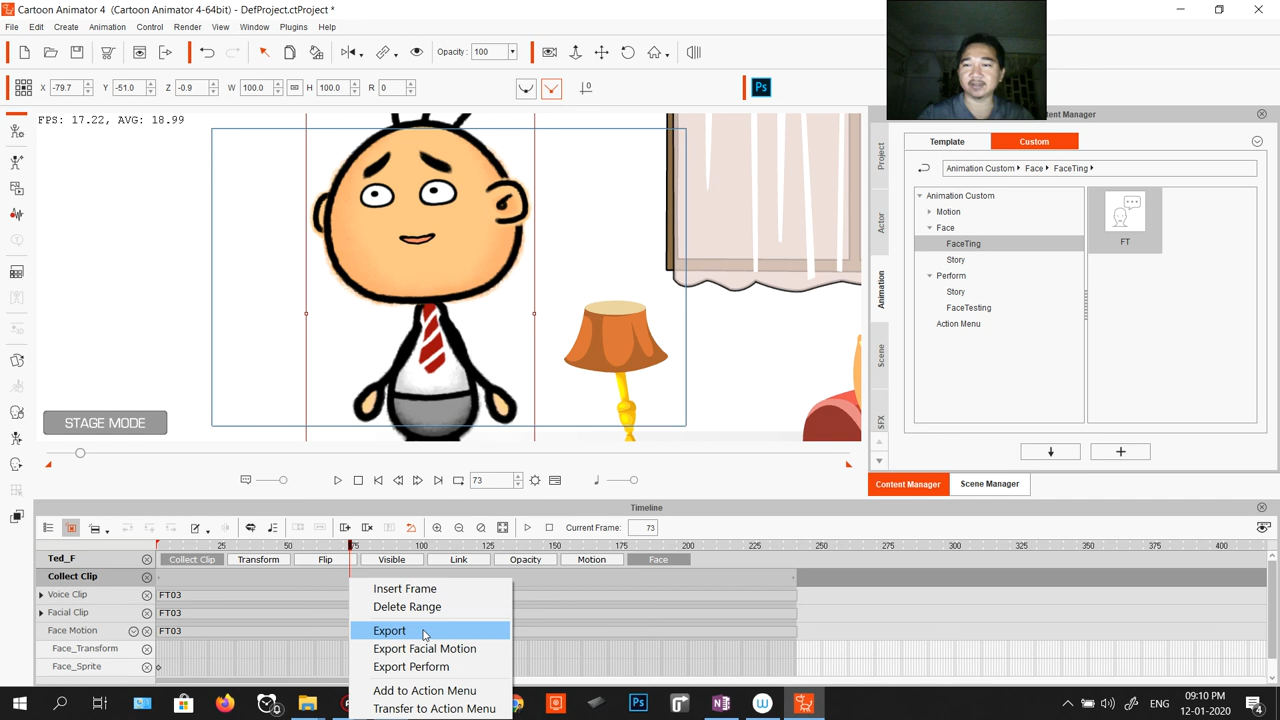 Cartoon Animator 4 (Cartoon Animator 4-64bit) - DefProject.ctProject *
File Edit Create Animation Control Render View Window Plugins Help
Opacity : 100
X -79.7 Y -51.0 Z -0.9 W 100.0 H 100.0 R 0
Ps
FPS: 17.22, AVG: 18.99
STAGE MODE
73
ntent Manager
Template Custom
Animation Custom Face FaceTing
Project
Actor
Animation
Scene
SFX
Animation Custom
Motion
Face
FaceTing
Story
Perform
Story
FaceTesting
Action Menu
FT
Content Manager Scene Manager
Timeline
Current Frame: 73
25 50 75 100 125 150 175 200 225 250 275 300 325 350 375 400
Ted_F Collect Clip Transform Flip Visible Link Opacity Motion Face
Collect Clip
Voice Clip FT03
Facial Clip FT03
Face Motion FT03
Face_Transform
Face_Sprite
Insert Frame
Delete Range
Export
Export Facial Motion
Export Perform
Add to Action Menu
Transfer to Action Menu
Ps
09:10 PM
12-01-2020